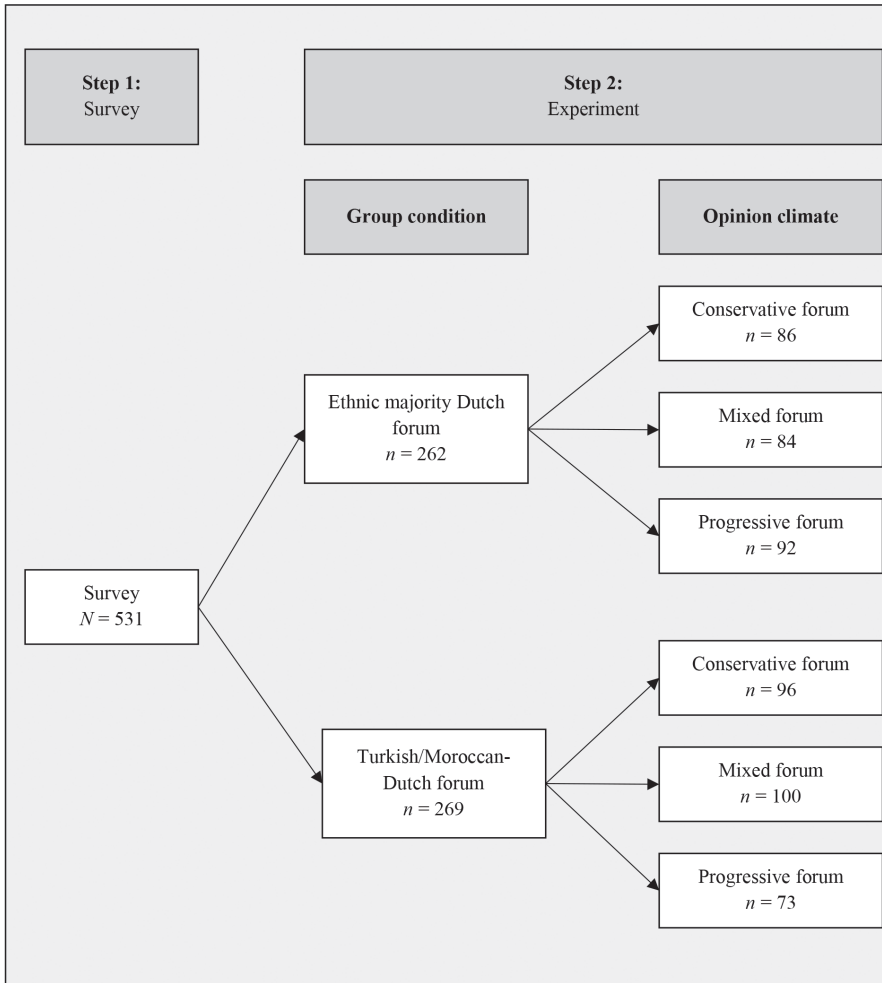 Step 1:
Survey
Step 2:
Experiment
Group condition
Opinion climate
Conservative forum
n = 86
Ethnic majority Dutch
forum
n = 262
Mixed forum
n = 84
Progressive forum
n = 92
Survey
N = 531
Conservative forum
n = 96
Turkish/Moroccan-
Dutch forum
n = 269
Mixed forum
n = 100
Progressive forum
n = 73